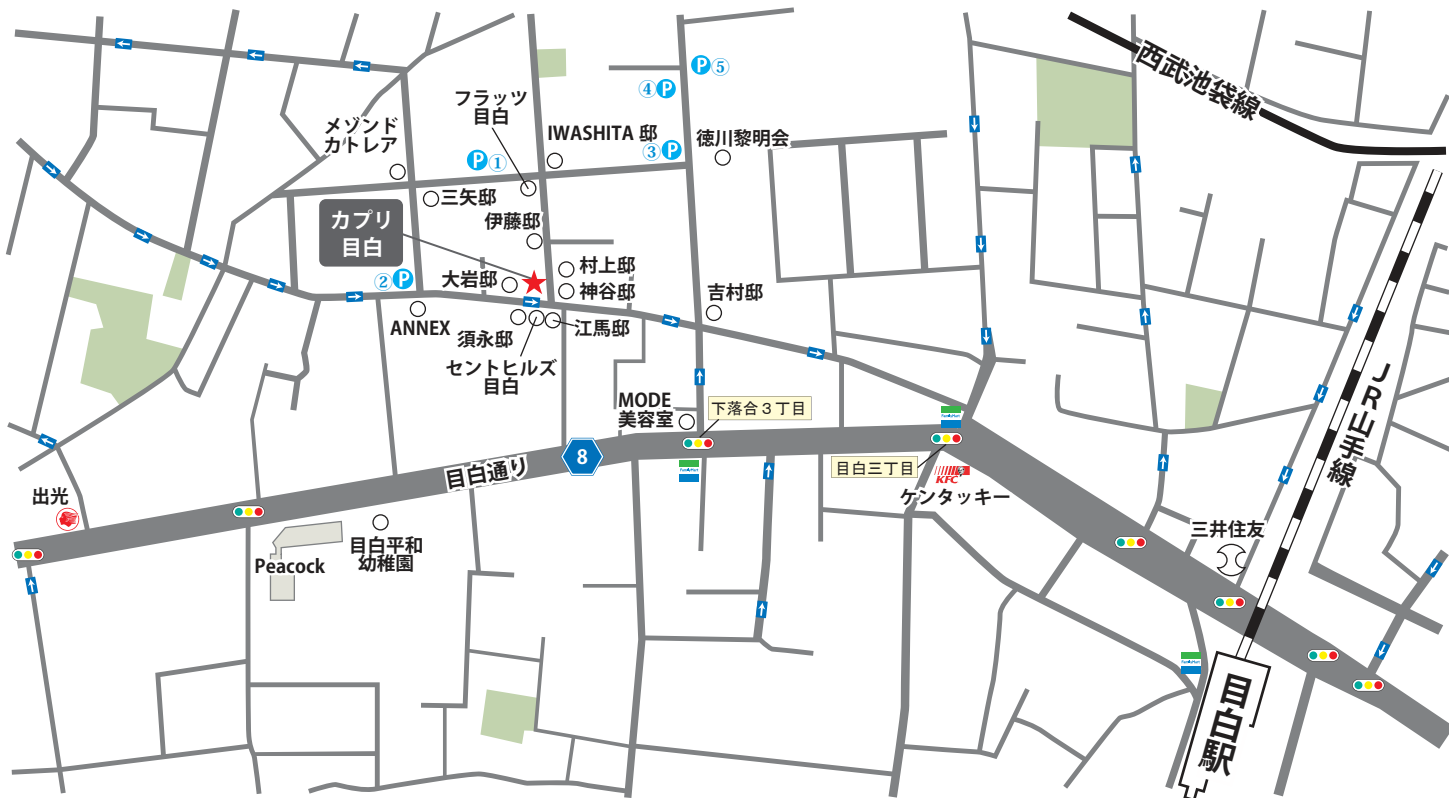 西武池袋線
P⑤
④P
フラッツ
目白
メゾンド
カトレア
IWASHITA 邸
③P
徳川黎明会
P①
三矢邸
カプリ
目白
伊藤邸
②P
大岩邸
村上邸
神谷邸
吉村邸
ANNEX
須永邸
江馬邸
セントヒルズ
目白
JR山手線
MODE
美容室
下落合3丁目
FamilyMart
目白三丁目
8
目白通り
FamilyMart
KFC
ケンタッキー
出光
三井住友
目白平和
幼稚園
Peacock
FamilyMart
目白駅